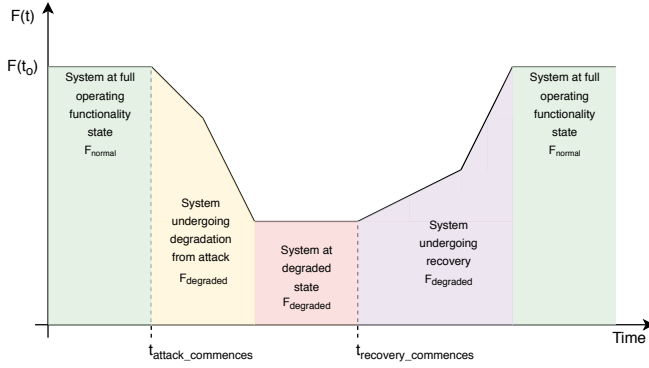 F(t)
F(t₀)
System at full
operating
functionality
state
Fnormal
System
undergoing
degradation
from attack
Fdegraded
System at
degraded
state
Fdegraded
System
undergoing
recovery
Fdegraded
System at full
operating
functionality
state
Fnormal
Time
tattack_commences
trecovery_commences